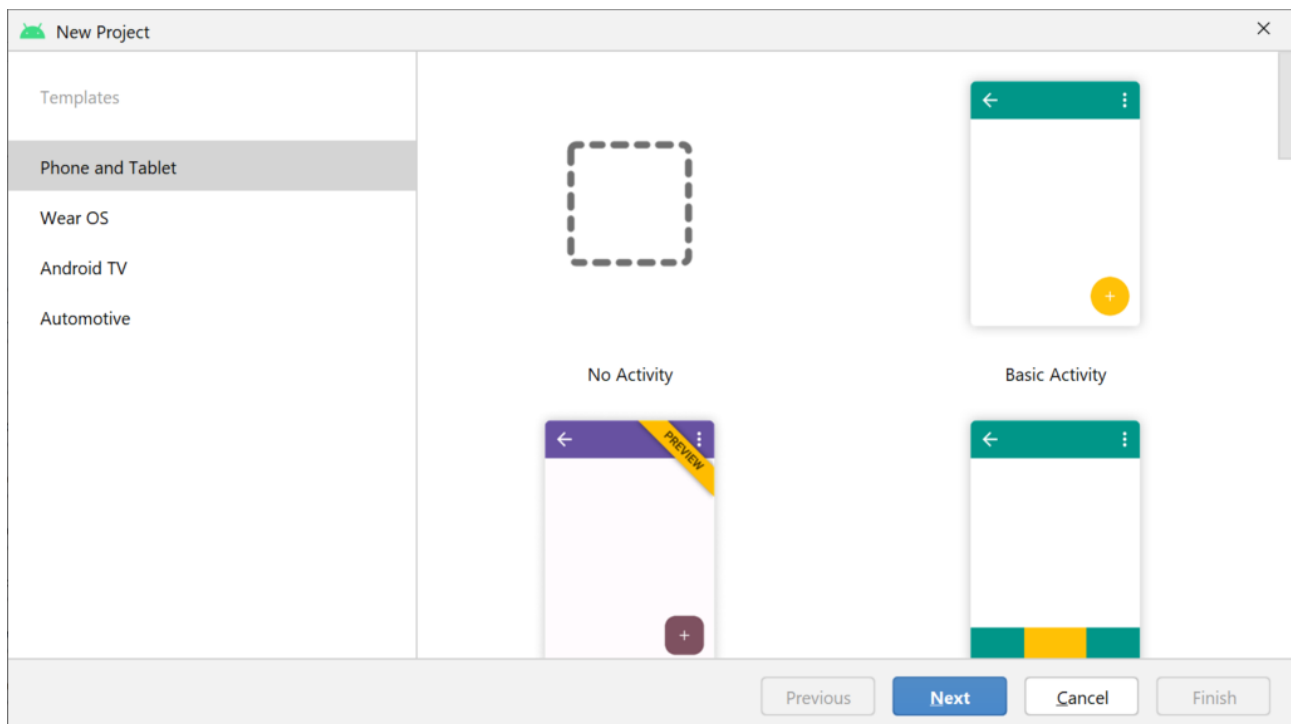 New Project
Templates
Phone and Tablet
Wear OS
Android TV
Automotive
No Activity
Basic Activity
PREVIEW
Previous
Next
Cancel
Finish